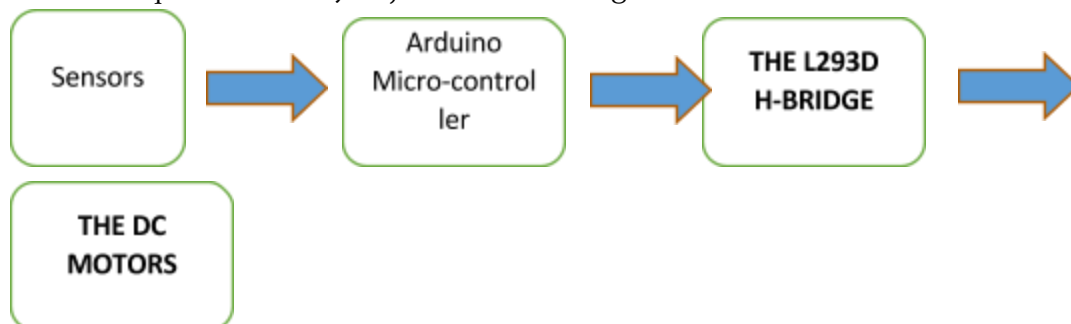 Sensors
Arduino
Micro-control
ler
THE L293D
H-BRIDGE
THE DC
MOTORS